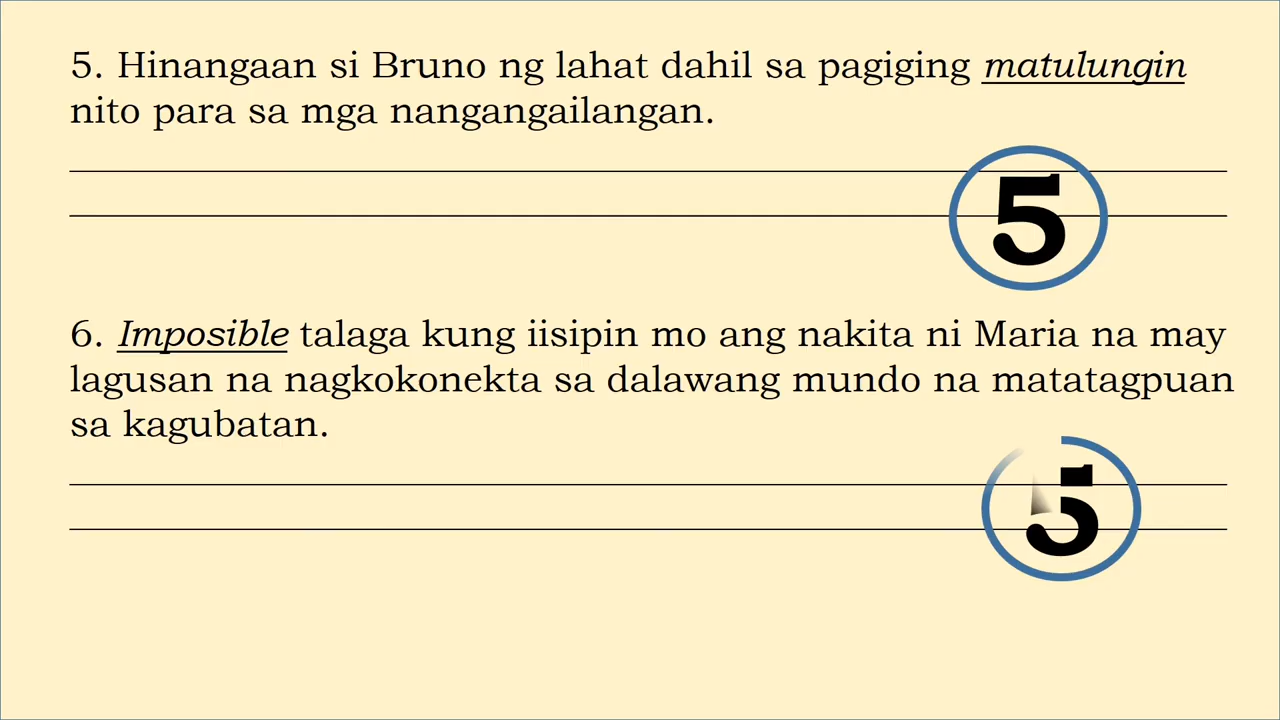 5. Hinangaan si Bruno ng lahat dahil sa pagiging matulungin
nito para sa mga nangangailangan.
5
6. Imposible talaga kung iisipin mo ang nakita ni Maria na may
lagusan na nagkokonekta sa dalawang mundo na matatagpuan
sa kagubatan.
5